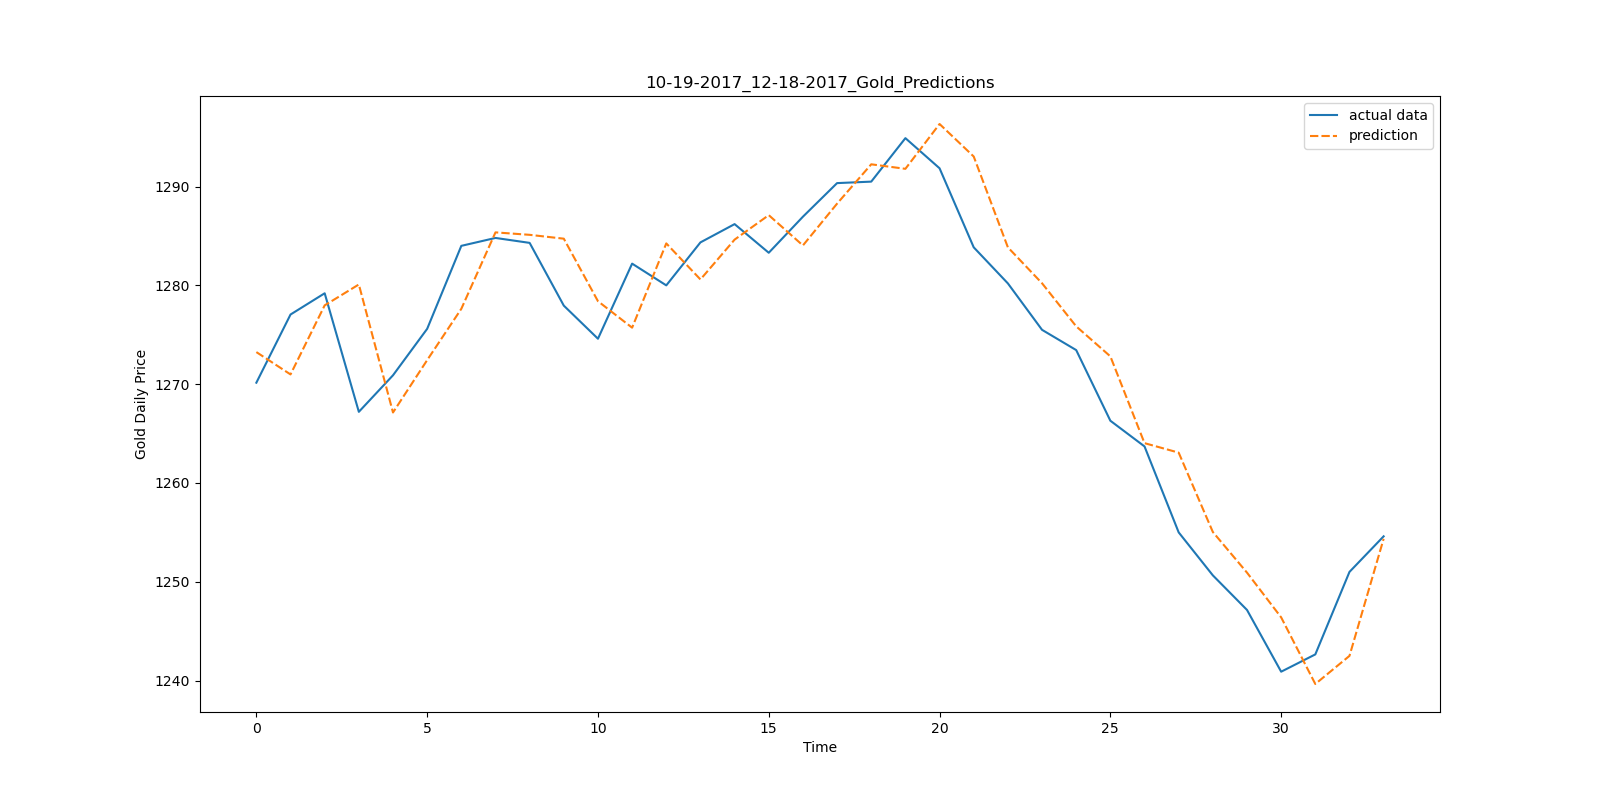 10-19-2017_12-18-2017_Gold_Predictions
actual data
prediction
Gold Daily Price
1290
1280
1270
1260
1250
1240
0 5 10 15 20 25 30
Time